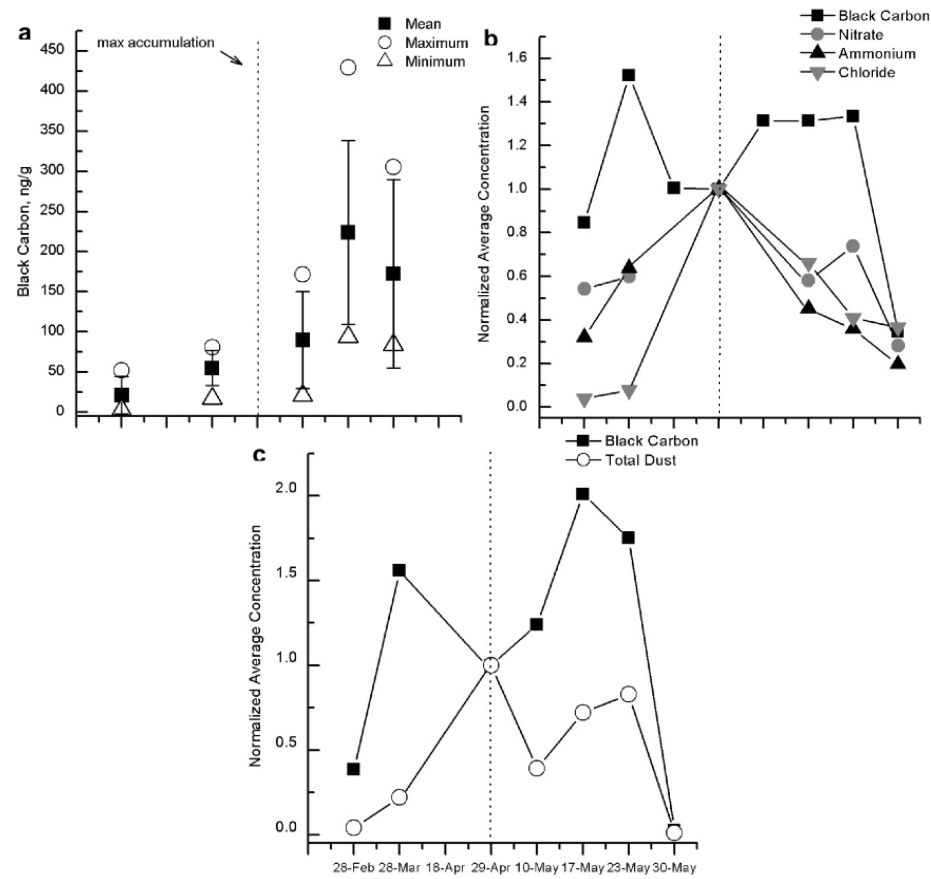 a
max accumulation
Mean
Maximum
Minimum
Black Carbon, ng/g
450
400
350
300
250
200
150
100
50
0
b
Black Carbon
Nitrate
Ammonium
Chloride
Normalized Average Concentration
1.6
1.4
1.2
1.0
0.8
0.6
0.4
0.2
0.0
c
Black Carbon
Total Dust
Normalized Average Concentration
2.0
1.5
1.0
0.5
0.0
28-Feb 28-Mar 18-Apr 29-Apr 10-May 17-May 23-May 30-May